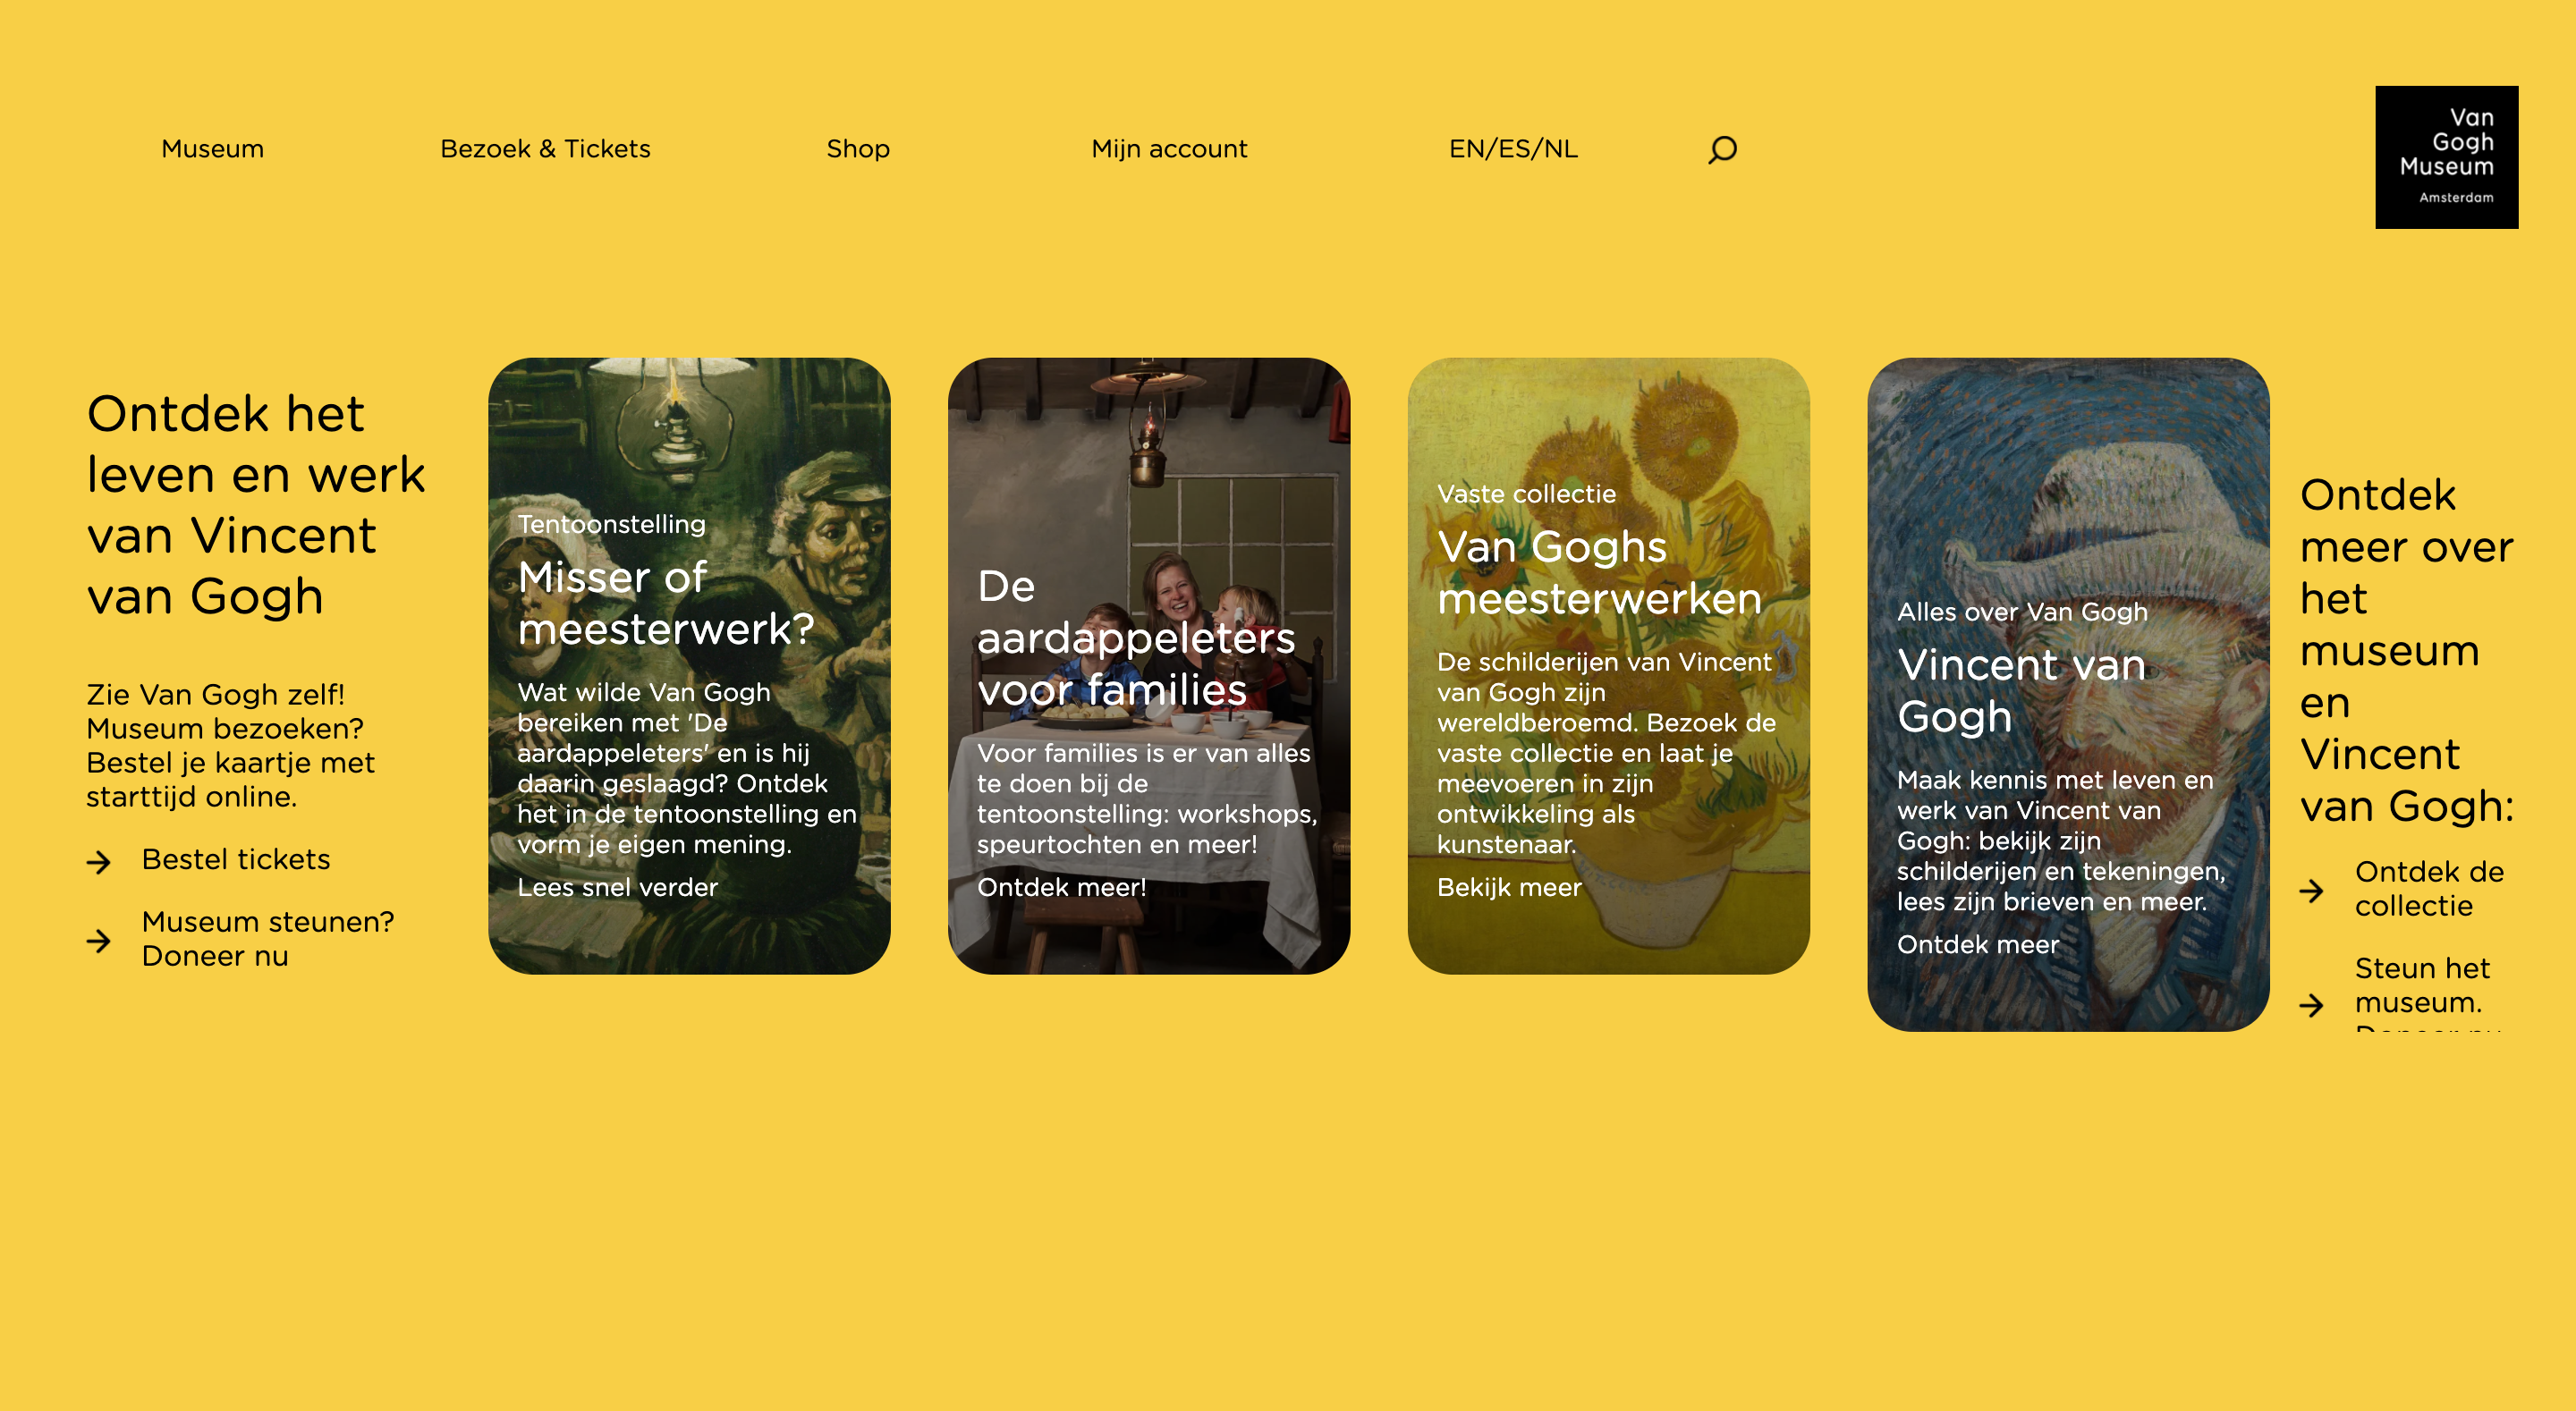 Museum
Bezoek & Tickets
Shop
Mijn account
EN/ES/NL
Van
Gogh
Museum
Amsterdam
Ontdek het
leven en werk
van Vincent
van Gogh
Zie Van Gogh zelf!
Museum bezoeken?
Bestel je kaartje met
starttijd online.
Bestel tickets
Museum steunen?
Doneer nu
Tentoonstelling
Misser of
meesterwerk?
Wat wilde Van Gogh
bereiken met 'De
aardappeleters' en is hij
daarin geslaagd? Ontdek
het in de tentoonstelling en
vorm je eigen mening.
Lees snel verder
De
aardappeleters
voor families
Voor families is er van alles
te doen bij de
tentoonstelling: workshops,
speurtochten en meer!
Ontdek meer!
Vaste collectie
Van Goghs
meesterwerken
De schilderijen van Vincent
van Gogh zijn
wereldberoemd. Bezoek de
vaste collectie en laat je
meevoeren in zijn
ontwikkeling als
kunstenaar.
Bekijk meer
Alles over Van Gogh
Vincent van
Gogh
Maak kennis met leven en
werk van Vincent van
Gogh: bekijk zijn
schilderijen en tekeningen,
lees zijn brieven en meer.
Ontdek meer
Ontdek
meer over
het
museum
en
Vincent
van Gogh:
Ontdek de
collectie
Steun het
museum.